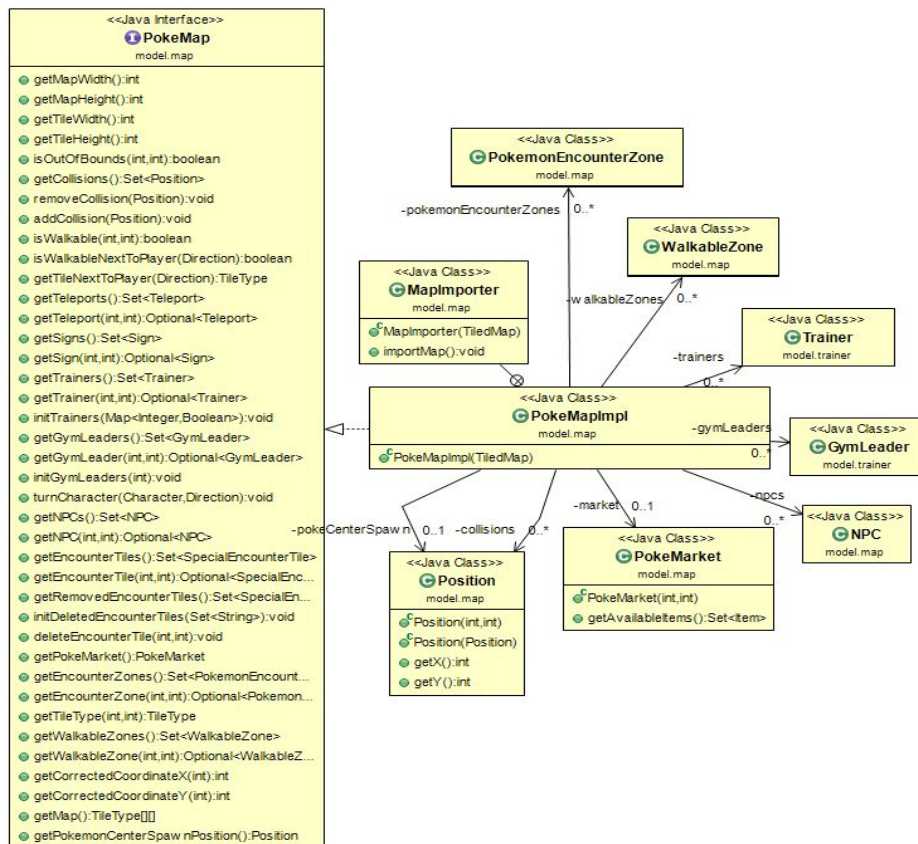 <<Java Interface>>
PokeMap
model.map
getMapWidth():int
getMapHeight():int
getTileWidth():int
getTileHeight():int
isOutOfBounds(int,int):boolean
getCollisions():Set<Position>
removeCollision(Position):void
addCollision(Position):void
isWalkable(int,int):boolean
isWalkableNextToPlayer(Direction):boolean
getTileNextToPlayer(Direction):TileType
getTeleports():Set<Teleport>
getTeleport(int,int):Optional<Teleport>
getSigns():Set<Sign>
getSign(int,int):Optional<Sign>
getTrainers():Set<Trainer>
getTrainer(int,int):Optional<Trainer>
initTrainers(Map<Integer,Boolean>):void
getGymLeaders():Set<GymLeader>
getGymLeader(int,int):Optional<GymLeader>
initGymLeaders(int):void
turnCharacter(Character,Direction):void
getNPCs():Set<NPC>
getNPC(int,int):Optional<NPC>
getEncounterTiles():Set<SpecialEncounterTile>
getEncounterTile(int,int):Optional<SpecialEnc...
getRemovedEncounterTiles():Set<SpecialEn...
initDeletedEncounterTiles(Set<String>):void
deleteEncounterTile(int,int):void
getPokeMarket():PokeMarket
getEncounterZones():Set<PokemonEncount...
getEncounterZone(int,int):Optional<Pokemon...
getTileType(int,int):TileType
getWalkableZones():Set<WalkableZone>
getWalkableZone(int,int):Optional<WalkableZ...
getCorrectedCoordinateX(int):int
getCorrectedCoordinateY(int):int
getMap():TileType[][]
getPokemonCenterSpawnPosition():Position
<<Java Class>>
PokemonEncounterZone
model.map
-pokemonEncounterZones 0..*
<<Java Class>>
WalkableZone
model.map
-walkableZones 0..*
<<Java Class>>
MapImporter
model.map
MapImporter(TiledMap)
importMap():void
<<Java Class>>
Trainer
model.trainer
-trainers
0..*
<<Java Class>>
PokeMapImpl
model.map
PokeMapImpl(TiledMap)
-gymLeaders
0..*
<<Java Class>>
GymLeader
model.trainer
-pokeCenterSpawn 0..1
-collisions 0..*
-market 0..1
-npcs
0..*
<<Java Class>>
Position
model.map
Position(int,int)
Position(Position)
getX():int
getY():int
<<Java Class>>
PokeMarket
model.map
PokeMarket(int,int)
getAvailableItems():Set<Item>
<<Java Class>>
NPC
model.map